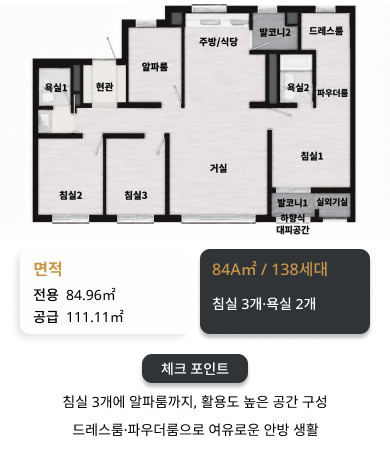 주방/식당
발코니2
드레스룸
알파룸
욕실1
현관
욕실2
파우더룸
거실
침실1
침실2
침실3
발코니1
실외기실
하향식
대피공간
면적
전용 84.96㎡
공급 111.11㎡
84A㎡ / 138세대
침실 3개·욕실 2개
체크 포인트
침실 3개에 알파룸까지, 활용도 높은 공간 구성
드레스룸·파우더룸으로 여유로운 안방 생활